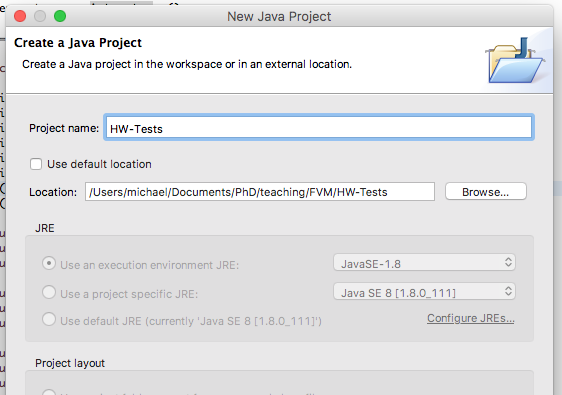 New Java Project
Create a Java Project
Create a Java project in the workspace or in an external location.
Project name: HW-Tests
Use default location
Location: /Users/michael/Documents/PhD/teaching/FVM/HW-Tests Browse...
JRE
Use an execution environment JRE: JavaSE-1.8
Use a project specific JRE: Java SE 8 [1.8.0_111]
Use default JRE (currently 'Java SE 8 [1.8.0_111]') Configure JREs...
Project layout